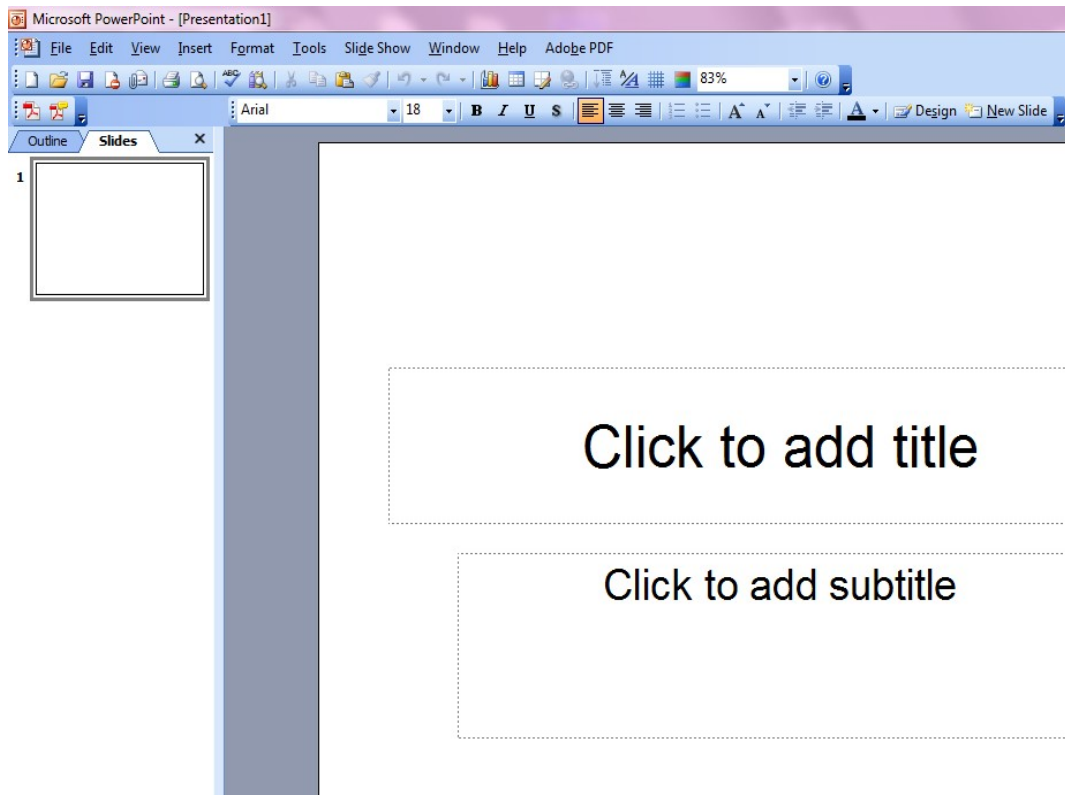 Microsoft PowerPoint - [Presentation1]
File Edit View Insert Format Tools Slide Show Window Help Adobe PDF
83%
Arial 18 B I U S A A A Design New Slide
Outline Slides
1
Click to add title
Click to add subtitle